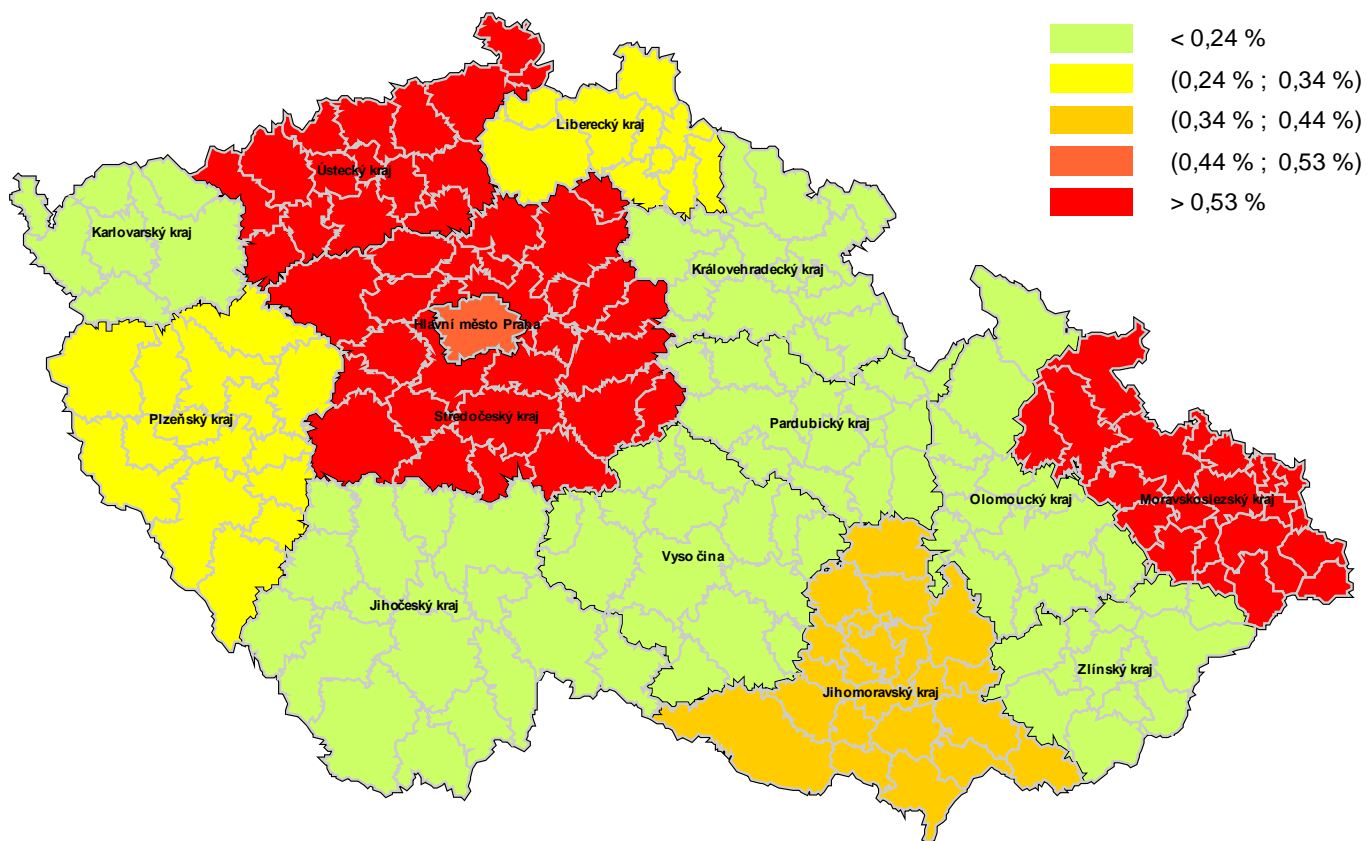 < 0,24 %
(0,24 % ; 0,34 %)
(0,34 % ; 0,44 %)
(0,44 % ; 0,53 %)
> 0,53 %
Liberecký kraj
Ústecký kraj
Karlovarský kraj
Královehradecký kraj
Hlavní město Praha
Plzeňský kraj
Středočeský kraj
Pardubický kraj
Olomoucký kraj
Moravskoslezský kraj
Vyso čina
Jihočeský kraj
Zlínský kraj
Jihomoravský kraj